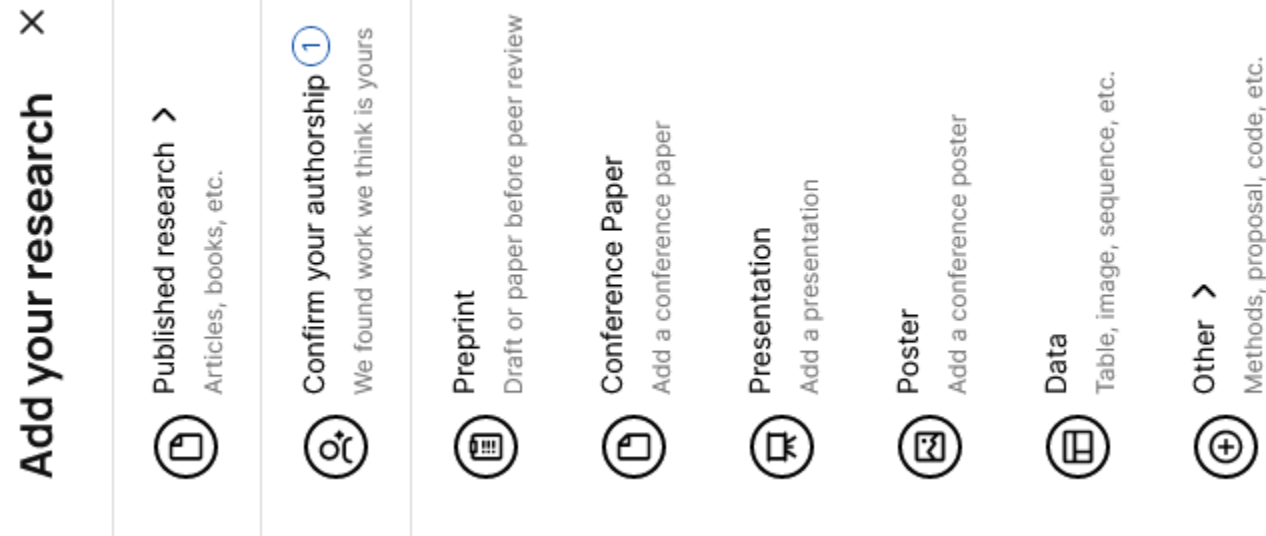 Add your research
Published research
Articles, books, etc.
Confirm your authorship 1
We found work we think is yours
Preprint
Draft or paper before peer review
Conference Paper
Add a conference paper
Presentation
Add a presentation
Poster
Add a conference poster
Data
Table, image, sequence, etc.
Other
Methods, proposal, code, etc.